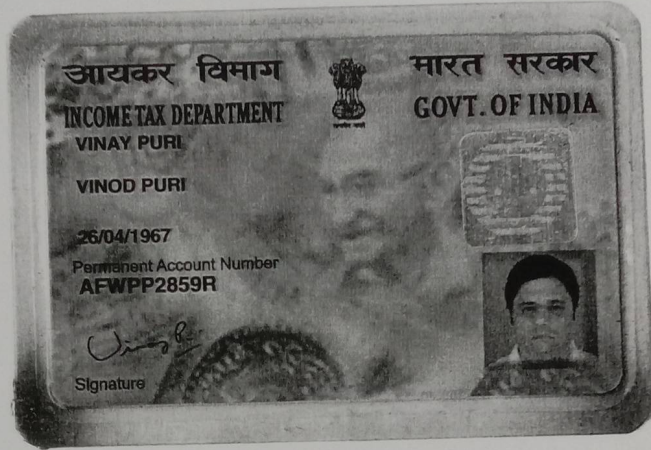 आयकर विभाग
INCOME TAX DEPARTMENT
भारत सरकार
GOVT. OF INDIA
VINAY PURI
VINOD PURI
26/04/1967
Permanent Account Number
AFWPP2859R
Signature